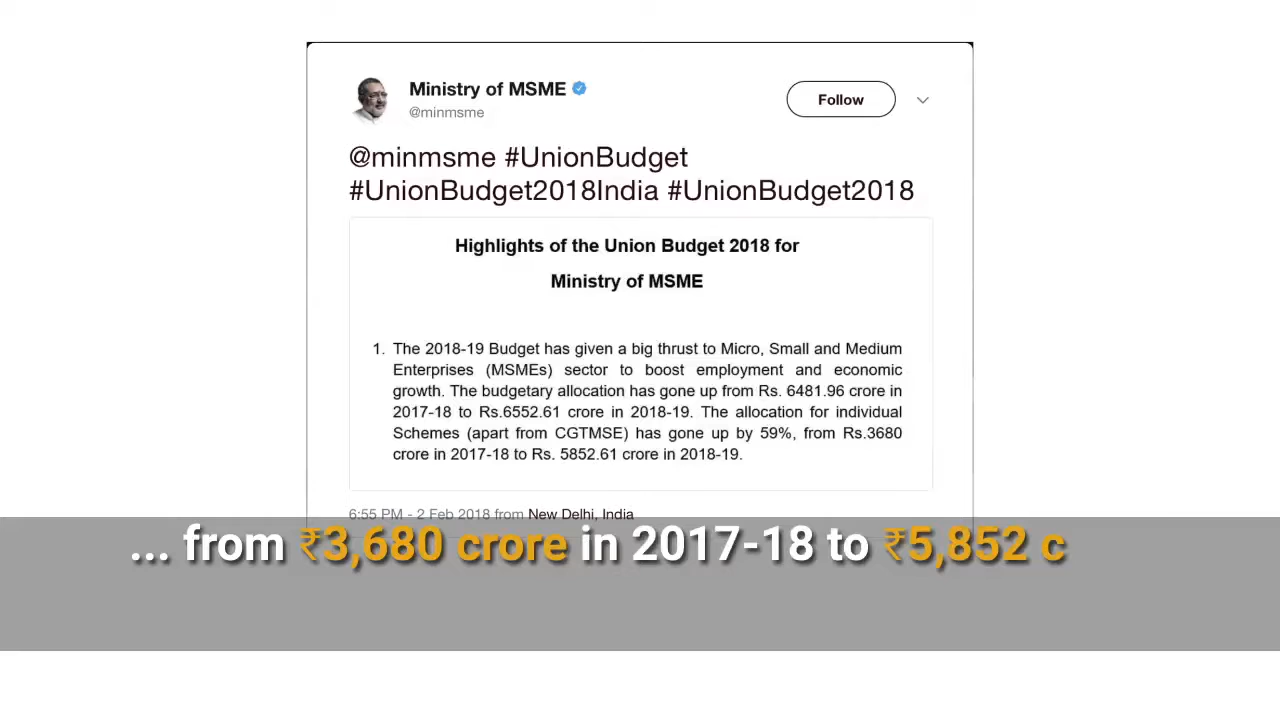 Ministry of MSME
@minmsme
Follow
@minmsme #UnionBudget
#UnionBudget2018India #UnionBudget2018
Highlights of the Union Budget 2018 for
Ministry of MSME
1. The 2018-19 Budget has given a big thrust to Micro, Small and Medium
Enterprises (MSMEs) sector to boost employment and economic
growth. The budgetary allocation has gone up from Rs. 6481.96 crore in
2017-18 to Rs.6552.61 crore in 2018-19. The allocation for individual
Schemes (apart from CGTMSE) has gone up by 59%, from Rs.3680
crore in 2017-18 to Rs. 5852.61 crore in 2018-19.
6:55 PM - 2 Feb 2018 from New Delhi, India
... from ₹3,680 crore in 2017-18 to ₹5,852 c